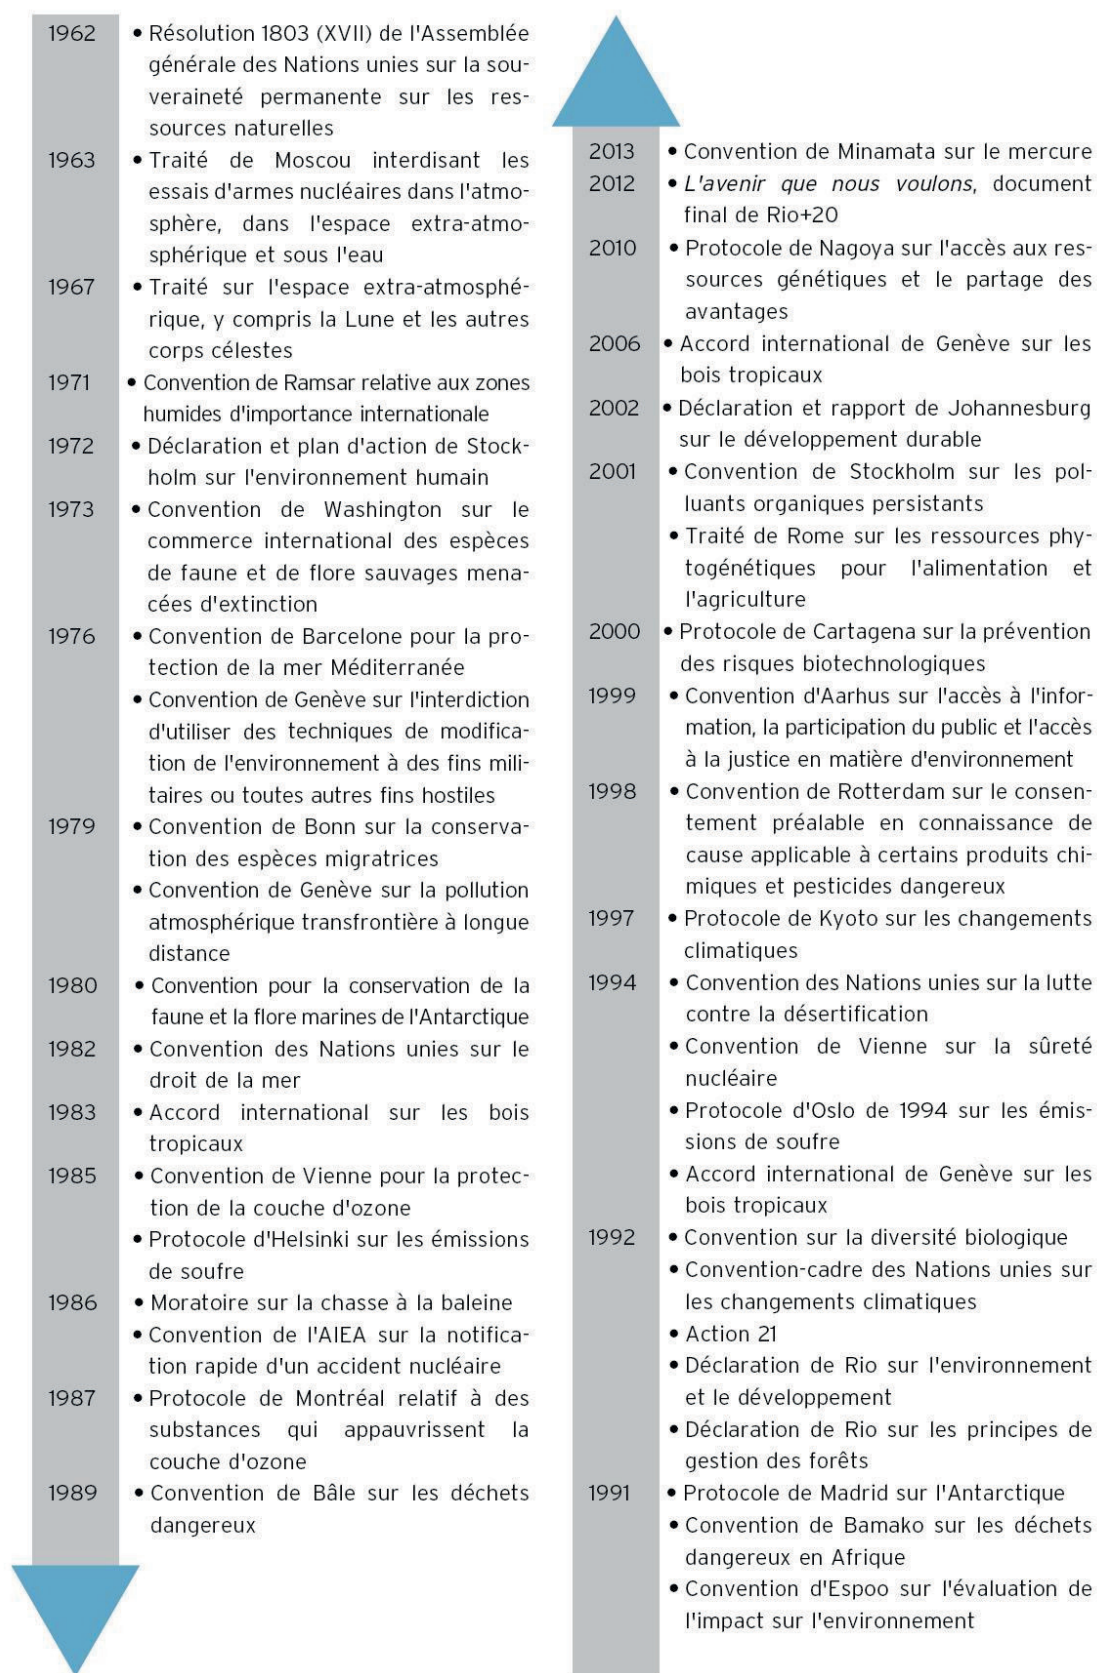 1962 • Résolution 1803 (XVII) de l'Assemblée
générale des Nations unies sur la sou-
veraineté permanente sur les res-
sources naturelles
1963 • Traité de Moscou interdisant les
essais d'armes nucléaires dans l'atmo-
sphère, dans l'espace extra-atmo-
sphérique et sous l'eau
1967 • Traité sur l'espace extra-atmosphé-
rique, y compris la Lune et les autres
corps célestes
1971 • Convention de Ramsar relative aux zones
humides d'importance internationale
1972 • Déclaration et plan d'action de Stock-
holm sur l'environnement humain
1973 • Convention de Washington sur le
commerce international des espèces
de faune et de flore sauvages mena-
cées d'extinction
1976 • Convention de Barcelone pour la pro-
tection de la mer Méditerranée
• Convention de Genève sur l'interdiction
d'utiliser des techniques de modifica-
tion de l'environnement à des fins mili-
taires ou toutes autres fins hostiles
1979 • Convention de Bonn sur la conserva-
tion des espèces migratrices
• Convention de Genève sur la pollution
atmosphérique transfrontière à longue
distance
1980 • Convention pour la conservation de la
faune et la flore marines de l'Antarctique
1982 • Convention des Nations unies sur le
droit de la mer
1983 • Accord international sur les bois
tropicaux
1985 • Convention de Vienne pour la protec-
tion de la couche d'ozone
• Protocole d'Helsinki sur les émissions
de soufre
1986 • Moratoire sur la chasse à la baleine
• Convention de l'AIEA sur la notifica-
tion rapide d'un accident nucléaire
1987 • Protocole de Montréal relatif à des
substances qui appauvrissent la
couche d'ozone
1989 • Convention de Bâle sur les déchets
dangereux
2013 • Convention de Minamata sur le mercure
2012 • L'avenir que nous voulons, document
final de Rio+20
2010 • Protocole de Nagoya sur l'accès aux res-
sources génétiques et le partage des
avantages
2006 • Accord international de Genève sur les
bois tropicaux
2002 • Déclaration et rapport de Johannesburg
sur le développement durable
2001 • Convention de Stockholm sur les pol-
luants organiques persistants
• Traité de Rome sur les ressources phy-
togénétiques pour l'alimentation et
l'agriculture
2000 • Protocole de Cartagena sur la prévention
des risques biotechnologiques
1999 • Convention d'Aarhus sur l'accès à l'infor-
mation, la participation du public et l'accès
à la justice en matière d'environnement
1998 • Convention de Rotterdam sur le consen-
tement préalable en connaissance de
cause applicable à certains produits chi-
miques et pesticides dangereux
1997 • Protocole de Kyoto sur les changements
climatiques
1994 • Convention des Nations unies sur la lutte
contre la désertification
• Convention de Vienne sur la sûreté
nucléaire
• Protocole d'Oslo de 1994 sur les émis-
sions de soufre
• Accord international de Genève sur les
bois tropicaux
1992 • Convention sur la diversité biologique
• Convention-cadre des Nations unies sur
les changements climatiques
• Action 21
• Déclaration de Rio sur l'environnement
et le développement
• Déclaration de Rio sur les principes de
gestion des forêts
1991 • Protocole de Madrid sur l'Antarctique
• Convention de Bamako sur les déchets
dangereux en Afrique
• Convention d'Espoo sur l'évaluation de
l'impact sur l'environnement